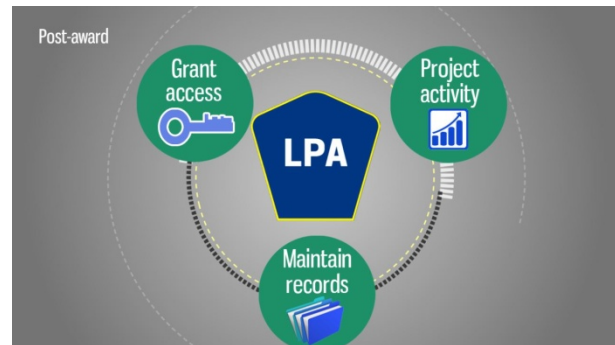 Post-award
Grant
access
Project
activity
LPA
Maintain
records